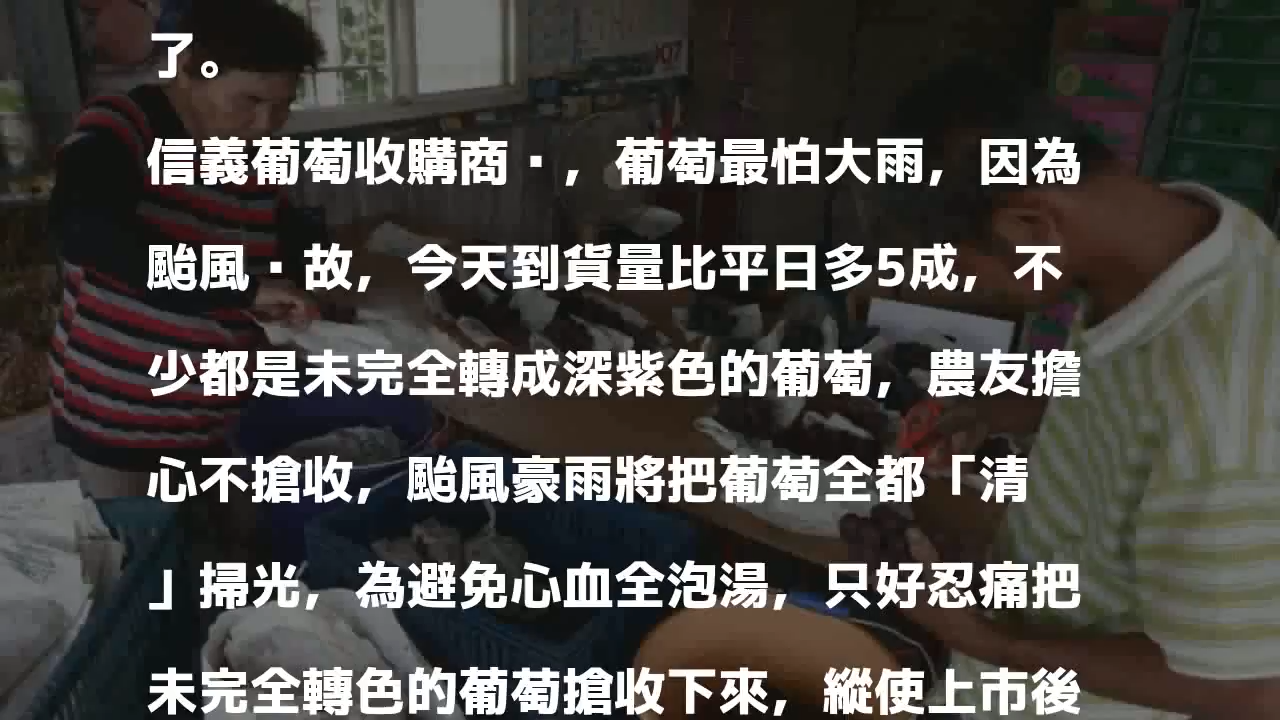 了。
信義葡萄收購商▪，葡萄最怕大雨，因為
颱風▪故，今天到貨量比平日多5成，不
少都是未完全轉成深紫色的葡萄，農友擔
心不搶收，颱風豪雨將把葡萄全都「清
」掃光，為避免心血全泡湯，只好忍痛把
未完全轉色的葡萄搶收下來，縱使上市後
107